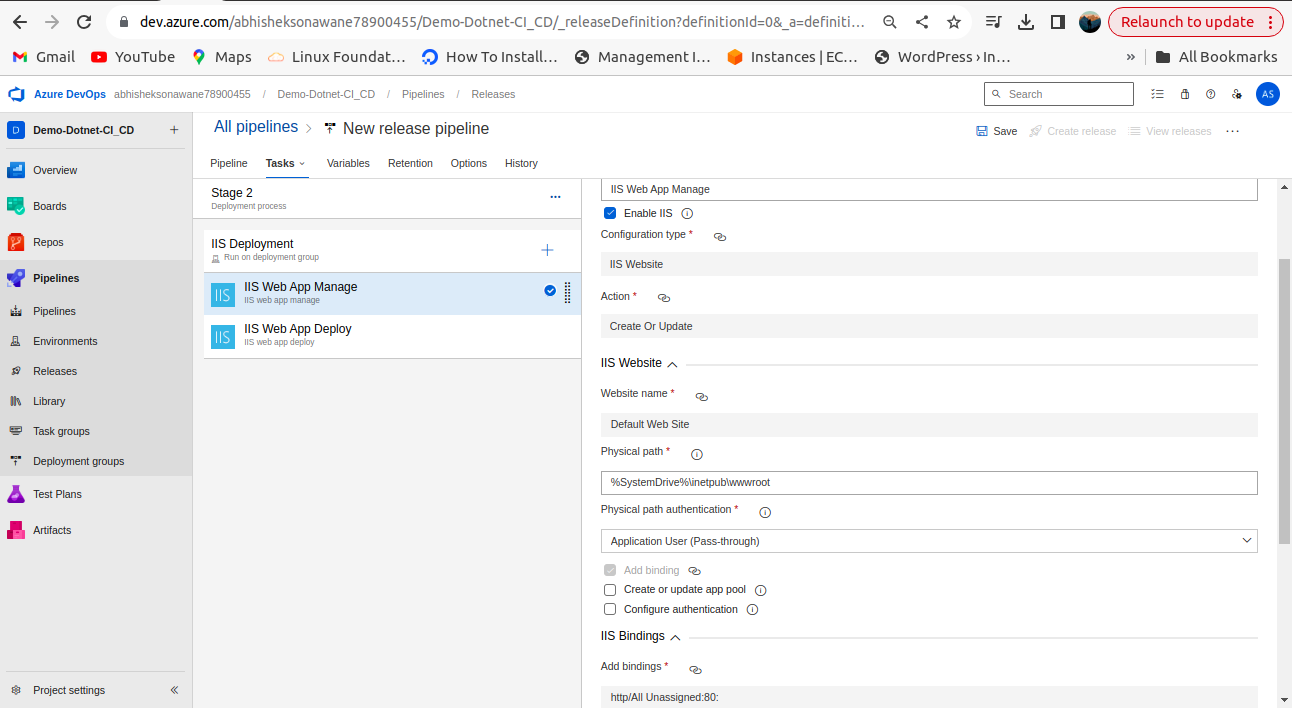 dev.azure.com/abhisheksonawane78900455/Demo-Dotnet-CI_CD/_releaseDefinition?definitionId=0&_a=definiti…
Relaunch to update
Gmail
YouTube
Maps
Linux Foundat…
How To Install…
Management I…
Instances | EC…
WordPress › In…
»
All Bookmarks
Azure DevOps
abhisheksonawane78900455 / Demo-Dotnet-CI_CD / Pipelines / Releases
Search
AS
D
Demo-Dotnet-CI_CD
Overview
Boards
Repos
Pipelines
Pipelines
Environments
Releases
Library
Task groups
Deployment groups
Test Plans
Artifacts
Project settings
All pipelines
New release pipeline
Save
Create release
View releases
Pipeline
Tasks
Variables
Retention
Options
History
Stage 2
Deployment process
IIS Deployment
Run on deployment group
IIS
IIS Web App Manage
IIS web app manage
IIS
IIS Web App Deploy
IIS web app deploy
IIS Web App Manage
Enable IIS
Configuration type *
IIS Website
Action *
Create Or Update
IIS Website
Website name *
Default Web Site
Physical path *
%SystemDrive%\inetpub\wwwroot
Physical path authentication *
Application User (Pass-through)
Add binding
Create or update app pool
Configure authentication
IIS Bindings
Add bindings *
http/All Unassigned:80: